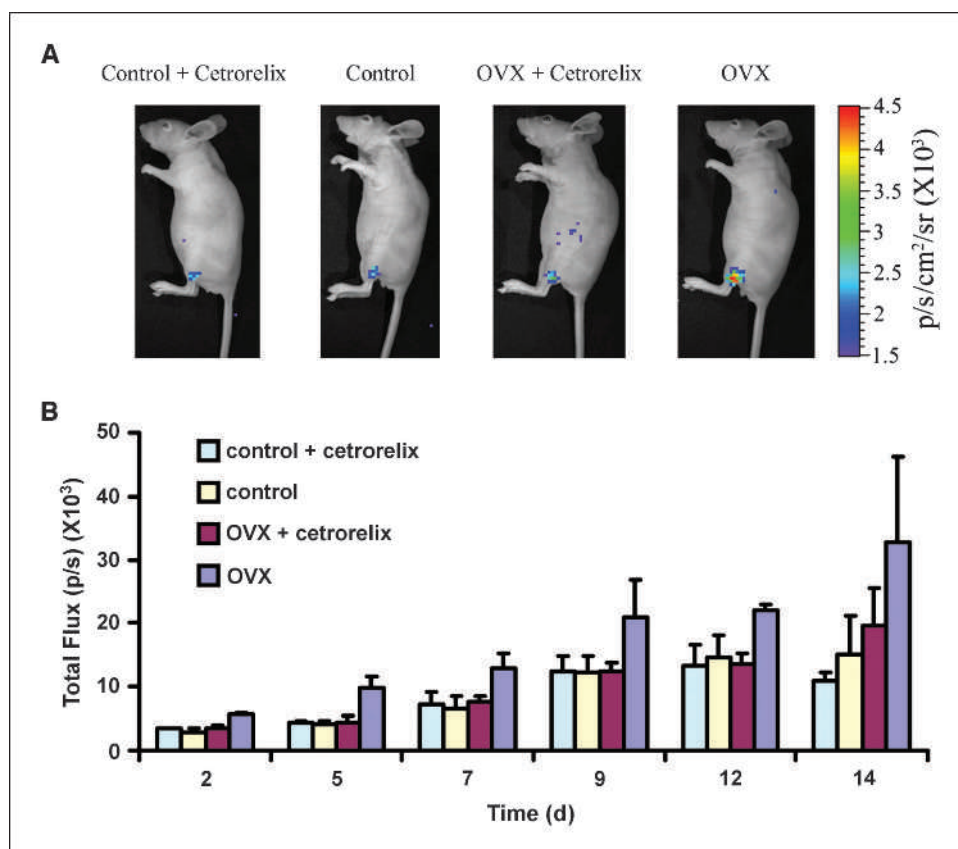 A
Control + Cetrorelix
Control
OVX + Cetrorelix
OVX
4.5
3.5
3
2.5
2
1.5
p/s/cm²/sr (X10³)
B
50
40
30
20
10
0
Total Flux (p/s) (X10³)
control + cetrorelix
control
OVX + cetrorelix
OVX
2
5
7
9
12
14
Time (d)